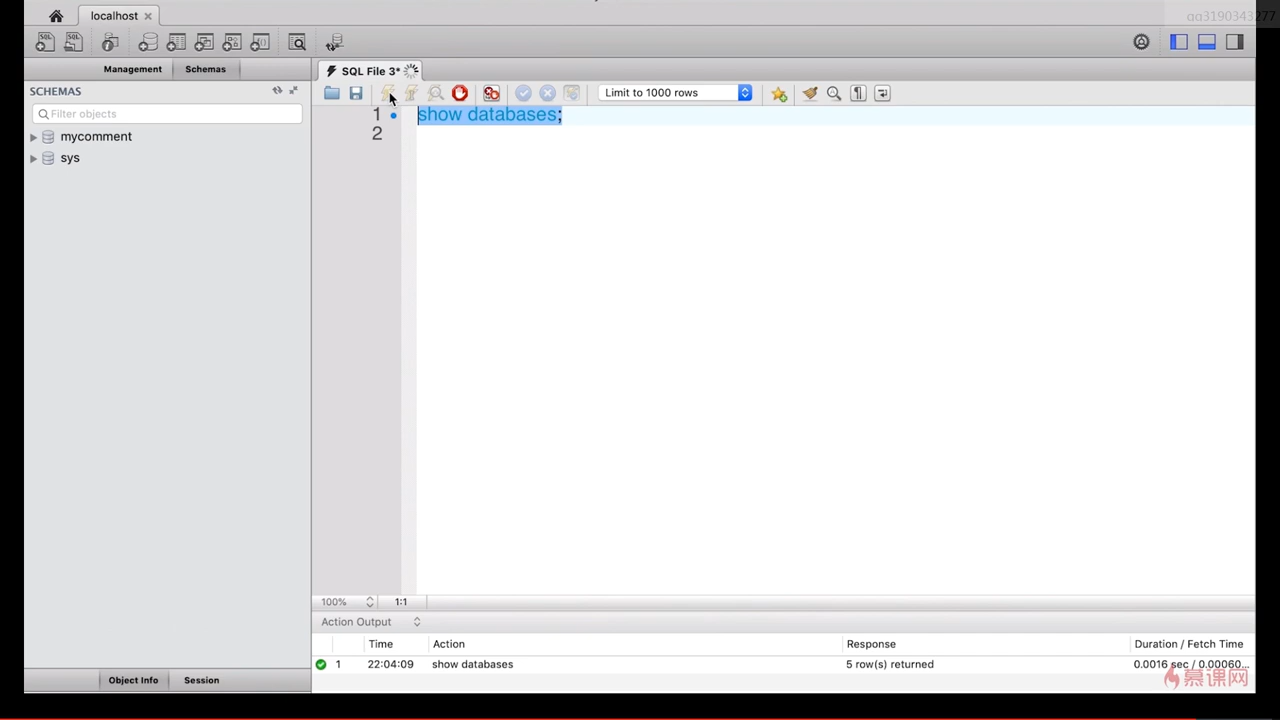 localhost
aa3190343277
Management
Schemas
SQL File 3*
SCHEMAS
Limit to 1000 rows
Filter objects
1
show databases;
2
mycomment
sys
100%
1:1
Action Output
Time
Action
Response
Duration / Fetch Time
1
22:04:09
show databases
5 row(s) returned
0.0016 sec / 0.00060...
Object Info
Session
慕课网